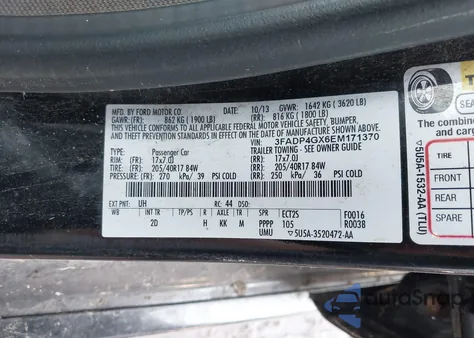 MFD. BY FORD MOTOR CO.
DATE: 10/13 GVWR: 1642 KG ( 3620 LB)
GAWR: (FR): 862 KG ( 1900 LB) (RR): 816 KG ( 1800 LB)
THIS VEHICLE CONFORMS TO ALL APPLICABLE FEDERAL MOTOR VEHICLE SAFETY, BUMPER,
AND THEFT PREVENTION STANDARDS IN EFFECT ON THE DATE OF MANUFACTURE SHOWN ABOVE.
VIN: 3FADP4GX6EM171370
TYPE: Passenger Car TRAILER TOWING - SEE OWNER GUIDE
RIM: (FR): 17x7.0J (RR): 17x7.0J
TIRE: (FR): 205/40R17 84W (RR): 205/40R17 84W
PRESSURE: (FR): 270 kPa/ 39 PSI COLD (RR): 250 kPa/ 36 PSI COLD
EXT PNT: UH RC: 44 DSO:
WB INT TR TP/PS R AXLE TR SPR ECT2S F0016
2D H KK M PPPP 105 R0038
UMU ▽5U5A-3520472-AA
▽5U5A-1532-AA (TLU)
TIRE
FRONT
REAR
SPARE
AutoSnap